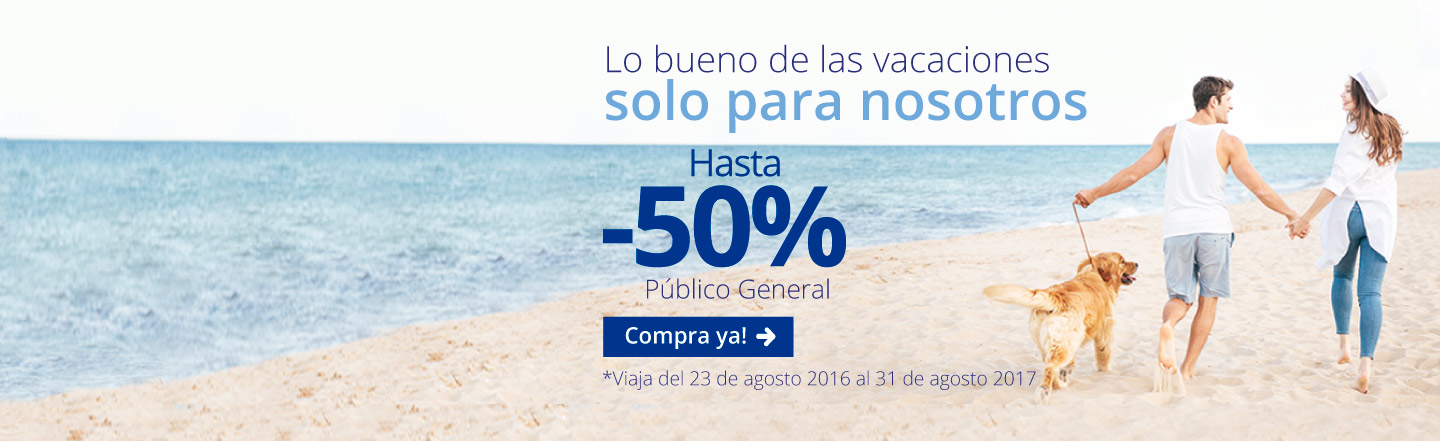 Lo bueno de las vacaciones
solo para nosotros
Hasta
-50%
Público General
Compra ya!
*Viaja del 23 de agosto 2016 al 31 de agosto 2017